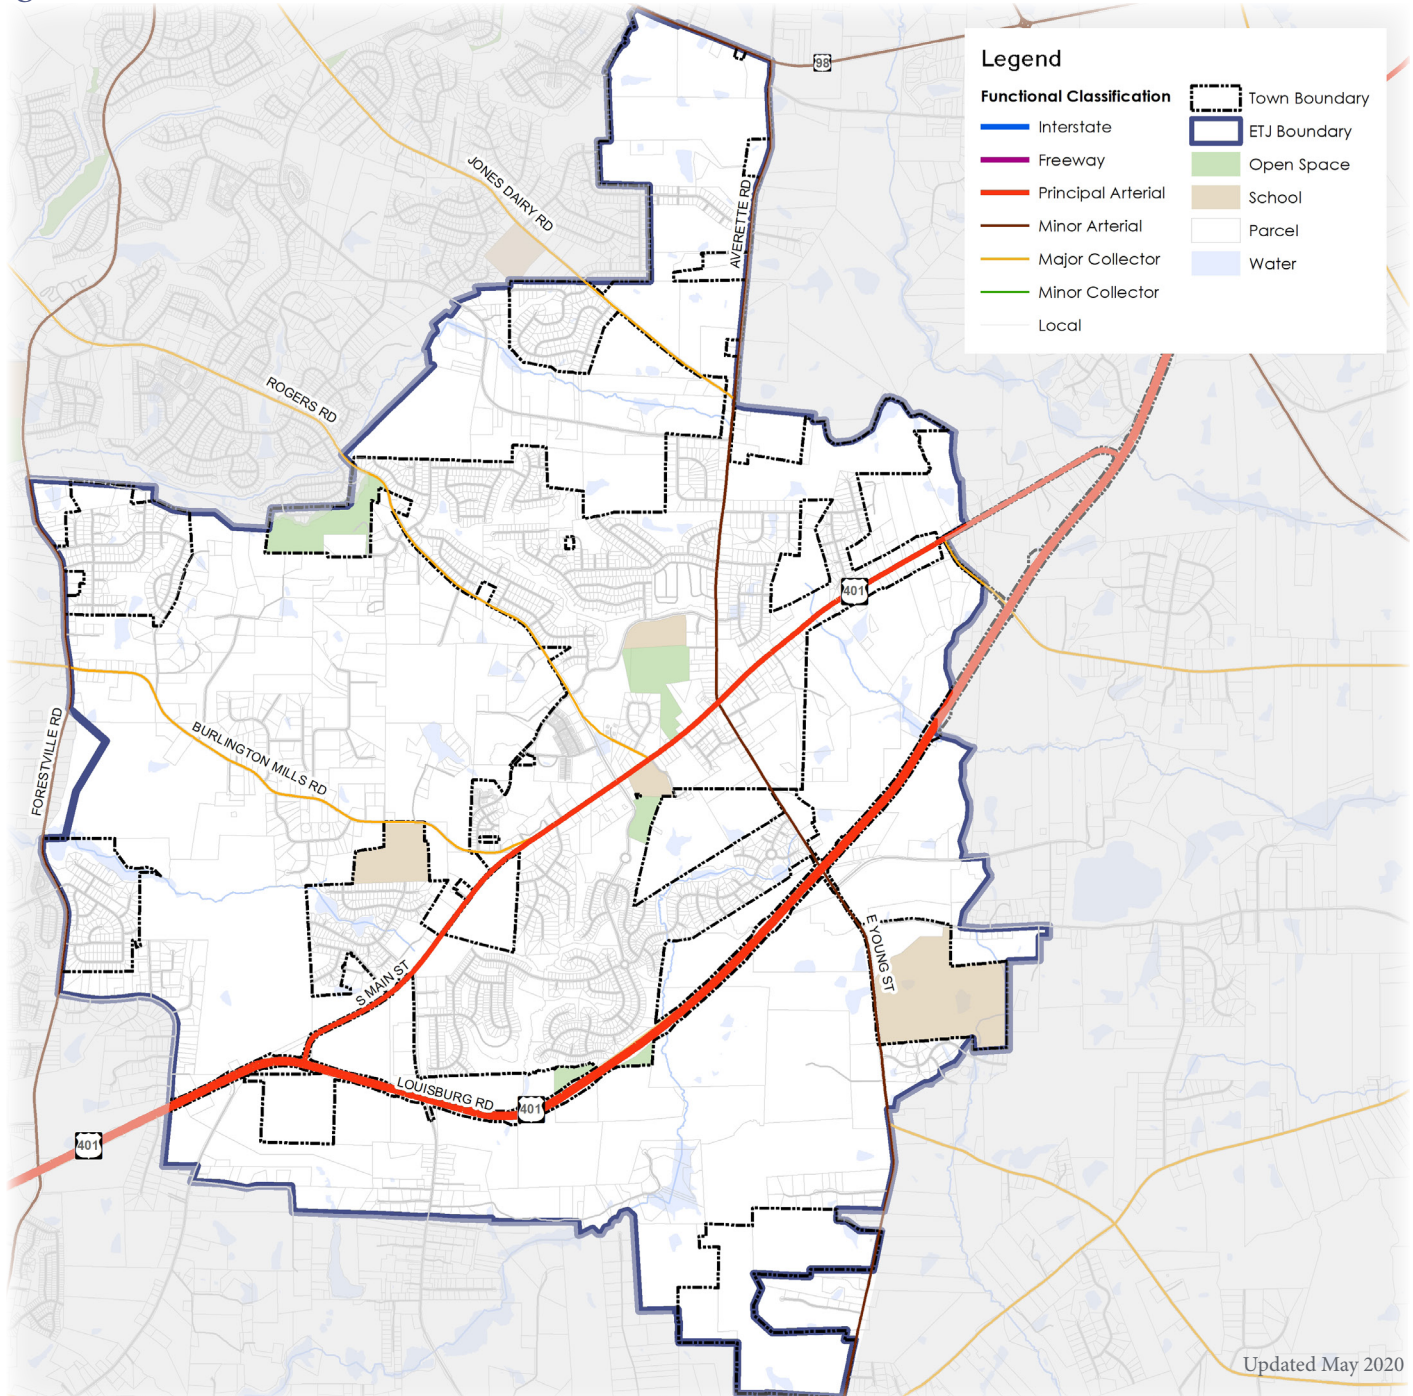 98
Legend
Functional Classification
Interstate
Freeway
Principal Arterial
Minor Arterial
Major Collector
Minor Collector
Local
Town Boundary
ETJ Boundary
Open Space
School
Parcel
Water
JONES DAIRY RD
AVERETTE RD
ROGERS RD
401
FORESTVILLE RD
BURLINGTON MILLS RD
E YOUNG ST
S MAIN ST
LOUISBURG RD
401
401
Updated May 2020